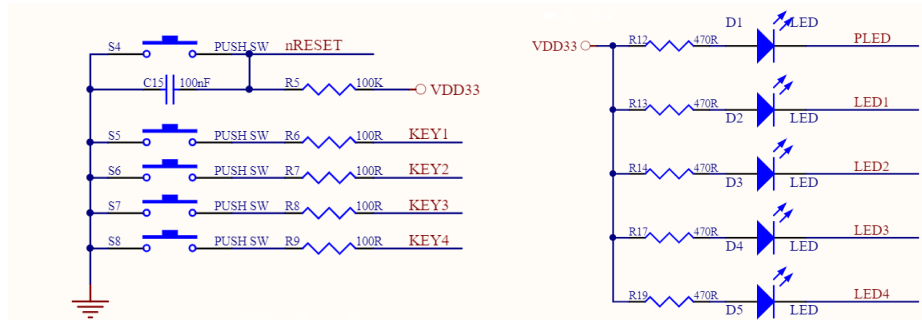 S4 PUSH SW nRESET
C15 100nF R5 100K VDD33
S5 PUSH SW R6 100R KEY1
S6 PUSH SW R7 100R KEY2
S7 PUSH SW R8 100R KEY3
S8 PUSH SW R9 100R KEY4
D1 LED
VDD33 R12 470R PLED
R13 470R LED1
D2 LED
R14 470R LED2
D3 LED
R17 470R LED3
D4 LED
R19 470R LED4
D5 LED